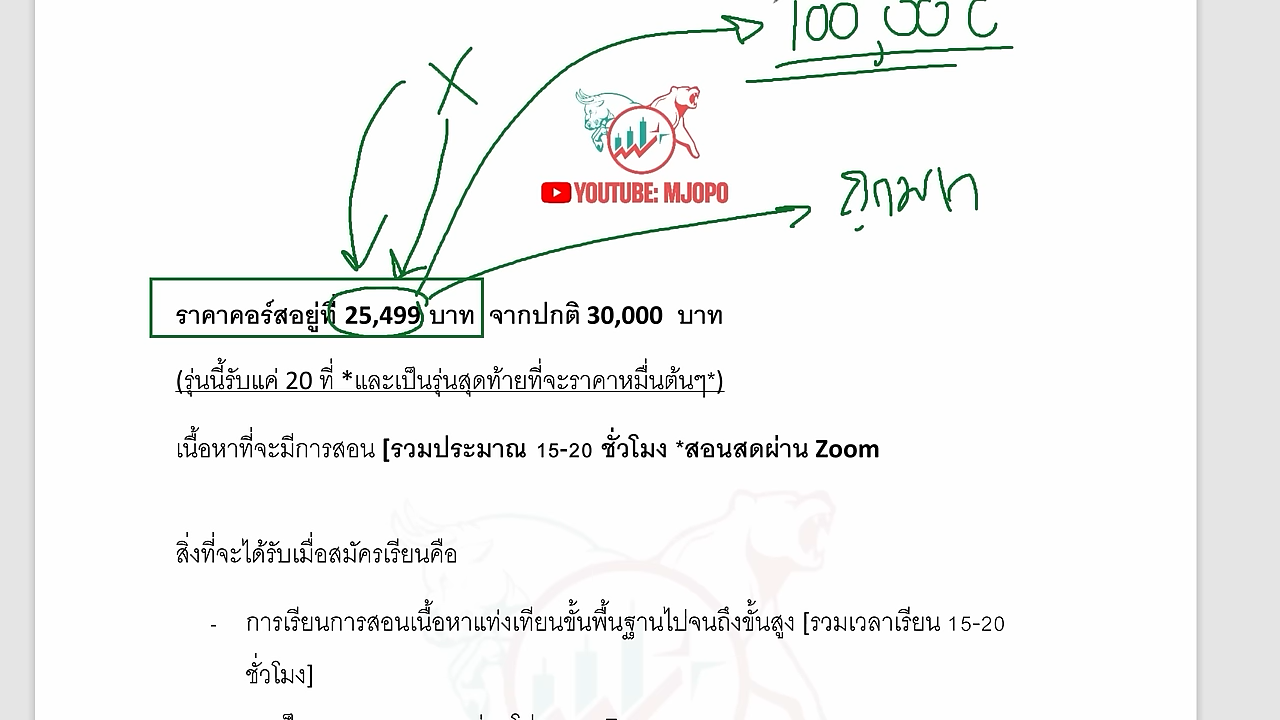 100,000
YOUTUBE: MJOPO
ถูกมาก
ราคาคอร์สอยู่ที่ 25,499 บาท จากปกติ 30,000 บาท
(รุ่นนี้รับแค่ 20 ที่ *และเป็นรุ่นสุดท้ายที่จะราคาหมื่นต้นๆ*)
เนื้อหาที่จะมีการสอน [รวมประมาณ 15-20 ชั่วโมง *สอนสดผ่าน Zoom
สิ่งที่จะได้รับเมื่อสมัครเรียนคือ
- การเรียนการสอนเนื้อหาแท่งเทียนขั้นพื้นฐานไปจนถึงขั้นสูง [รวมเวลาเรียน 15-20
ชั่วโมง]